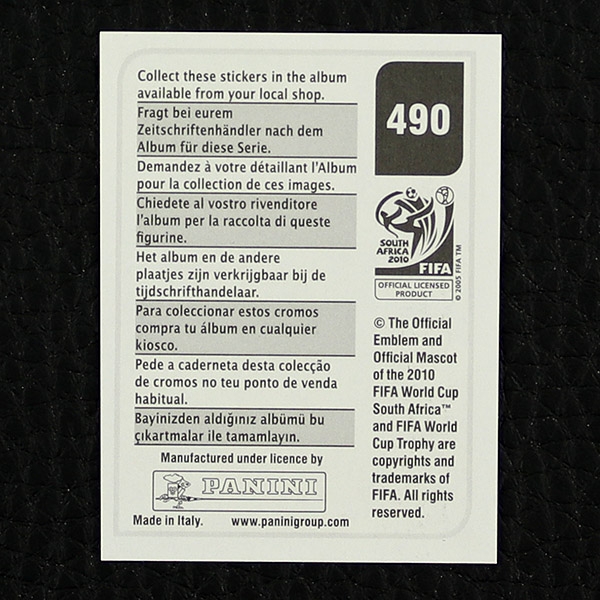 Collect these stickers in the album
available from your local shop.
Fragt bei eurem
Zeitschriftenhändler nach dem
Album für diese Serie.
Demandez à votre détaillant l'Album
pour la collection de ces images.
Chiedete al vostro rivenditore
l'album per la raccolta di queste
figurine.
Het album en de andere
plaatjes zijn verkrijgbaar bij de
tijdschrifthandelaar.
Para coleccionar estos cromos
compra tu álbum en cualquier
kiosco.
Pede a caderneta desta colecção
de cromos no teu ponto de venda
habitual.
Bayinizden aldığınız albümü bu
çıkartmalar ile tamamlayın.
Manufactured under licence by
PANINI
Made in Italy. www.paninigroup.com
490
SOUTH
AFRICA
2010
FIFA
OFFICIAL LICENSED
PRODUCT
© 2005 FIFA TM
© The Official
Emblem and
Official Mascot
of the 2010
FIFA World Cup
South Africa™
and FIFA World
Cup Trophy are
copyrights and
trademarks of
FIFA. All rights
reserved.